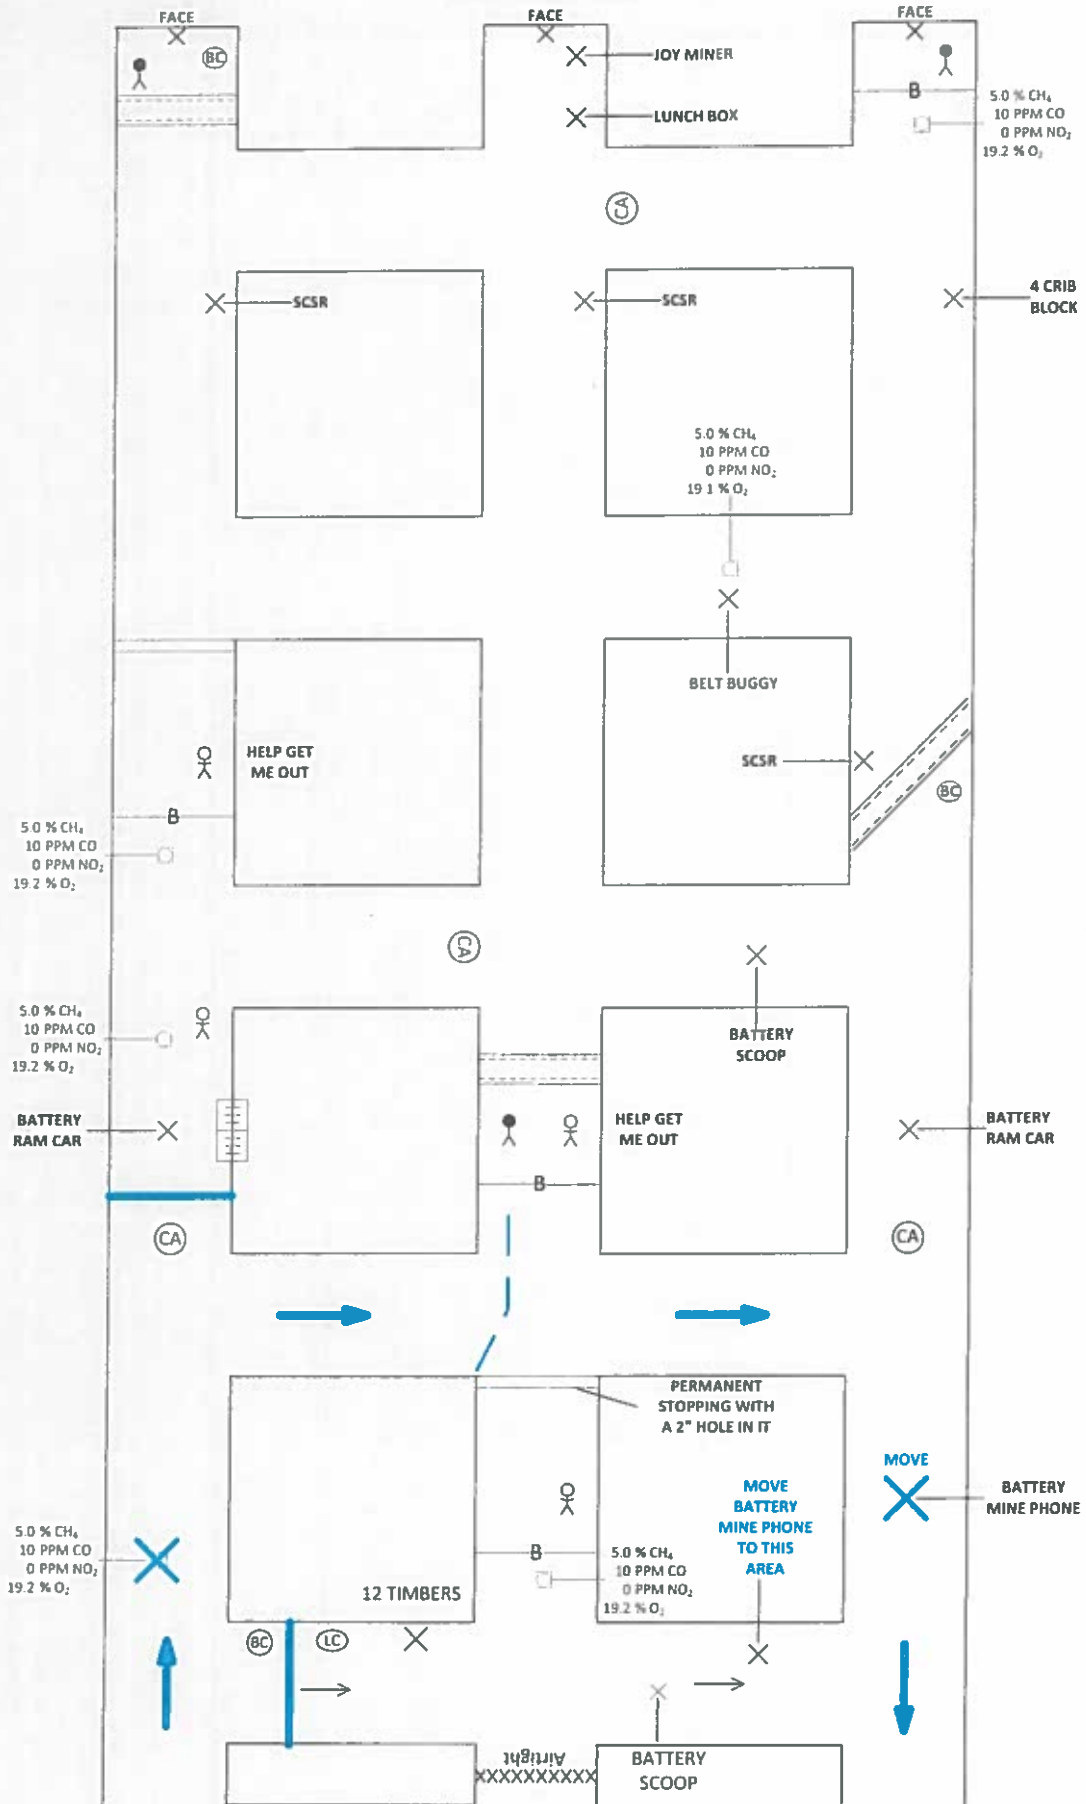 FACE
FACE
FACE
BC
JOY MINER
LUNCH BOX
B
5.0 % CH₄
10 PPM CO
0 PPM NO₂
19.2 % O₂
CA
SCSR
SCSR
4 CRIB
BLOCK
5.0 % CH₄
10 PPM CO
0 PPM NO₂
19.1 % O₂
BELT BUGGY
HELP GET
ME OUT
SCSR
BC
B
5.0 % CH₄
10 PPM CO
0 PPM NO₂
19.2 % O₂
CA
5.0 % CH₄
10 PPM CO
0 PPM NO₂
19.2 % O₂
BATTERY
SCOOP
BATTERY
RAM CAR
HELP GET
ME OUT
BATTERY
RAM CAR
B
CA
CA
PERMANENT
STOPPING WITH
A 2" HOLE IN IT
MOVE
BATTERY
MINE PHONE
MOVE
BATTERY
MINE PHONE
TO THIS
AREA
5.0 % CH₄
10 PPM CO
0 PPM NO₂
19.2 % O₂
B
5.0 % CH₄
10 PPM CO
0 PPM NO₂
19.2 % O₂
12 TIMBERS
BC
LC
Airtight
XXXXXXXXXX
BATTERY
SCOOP